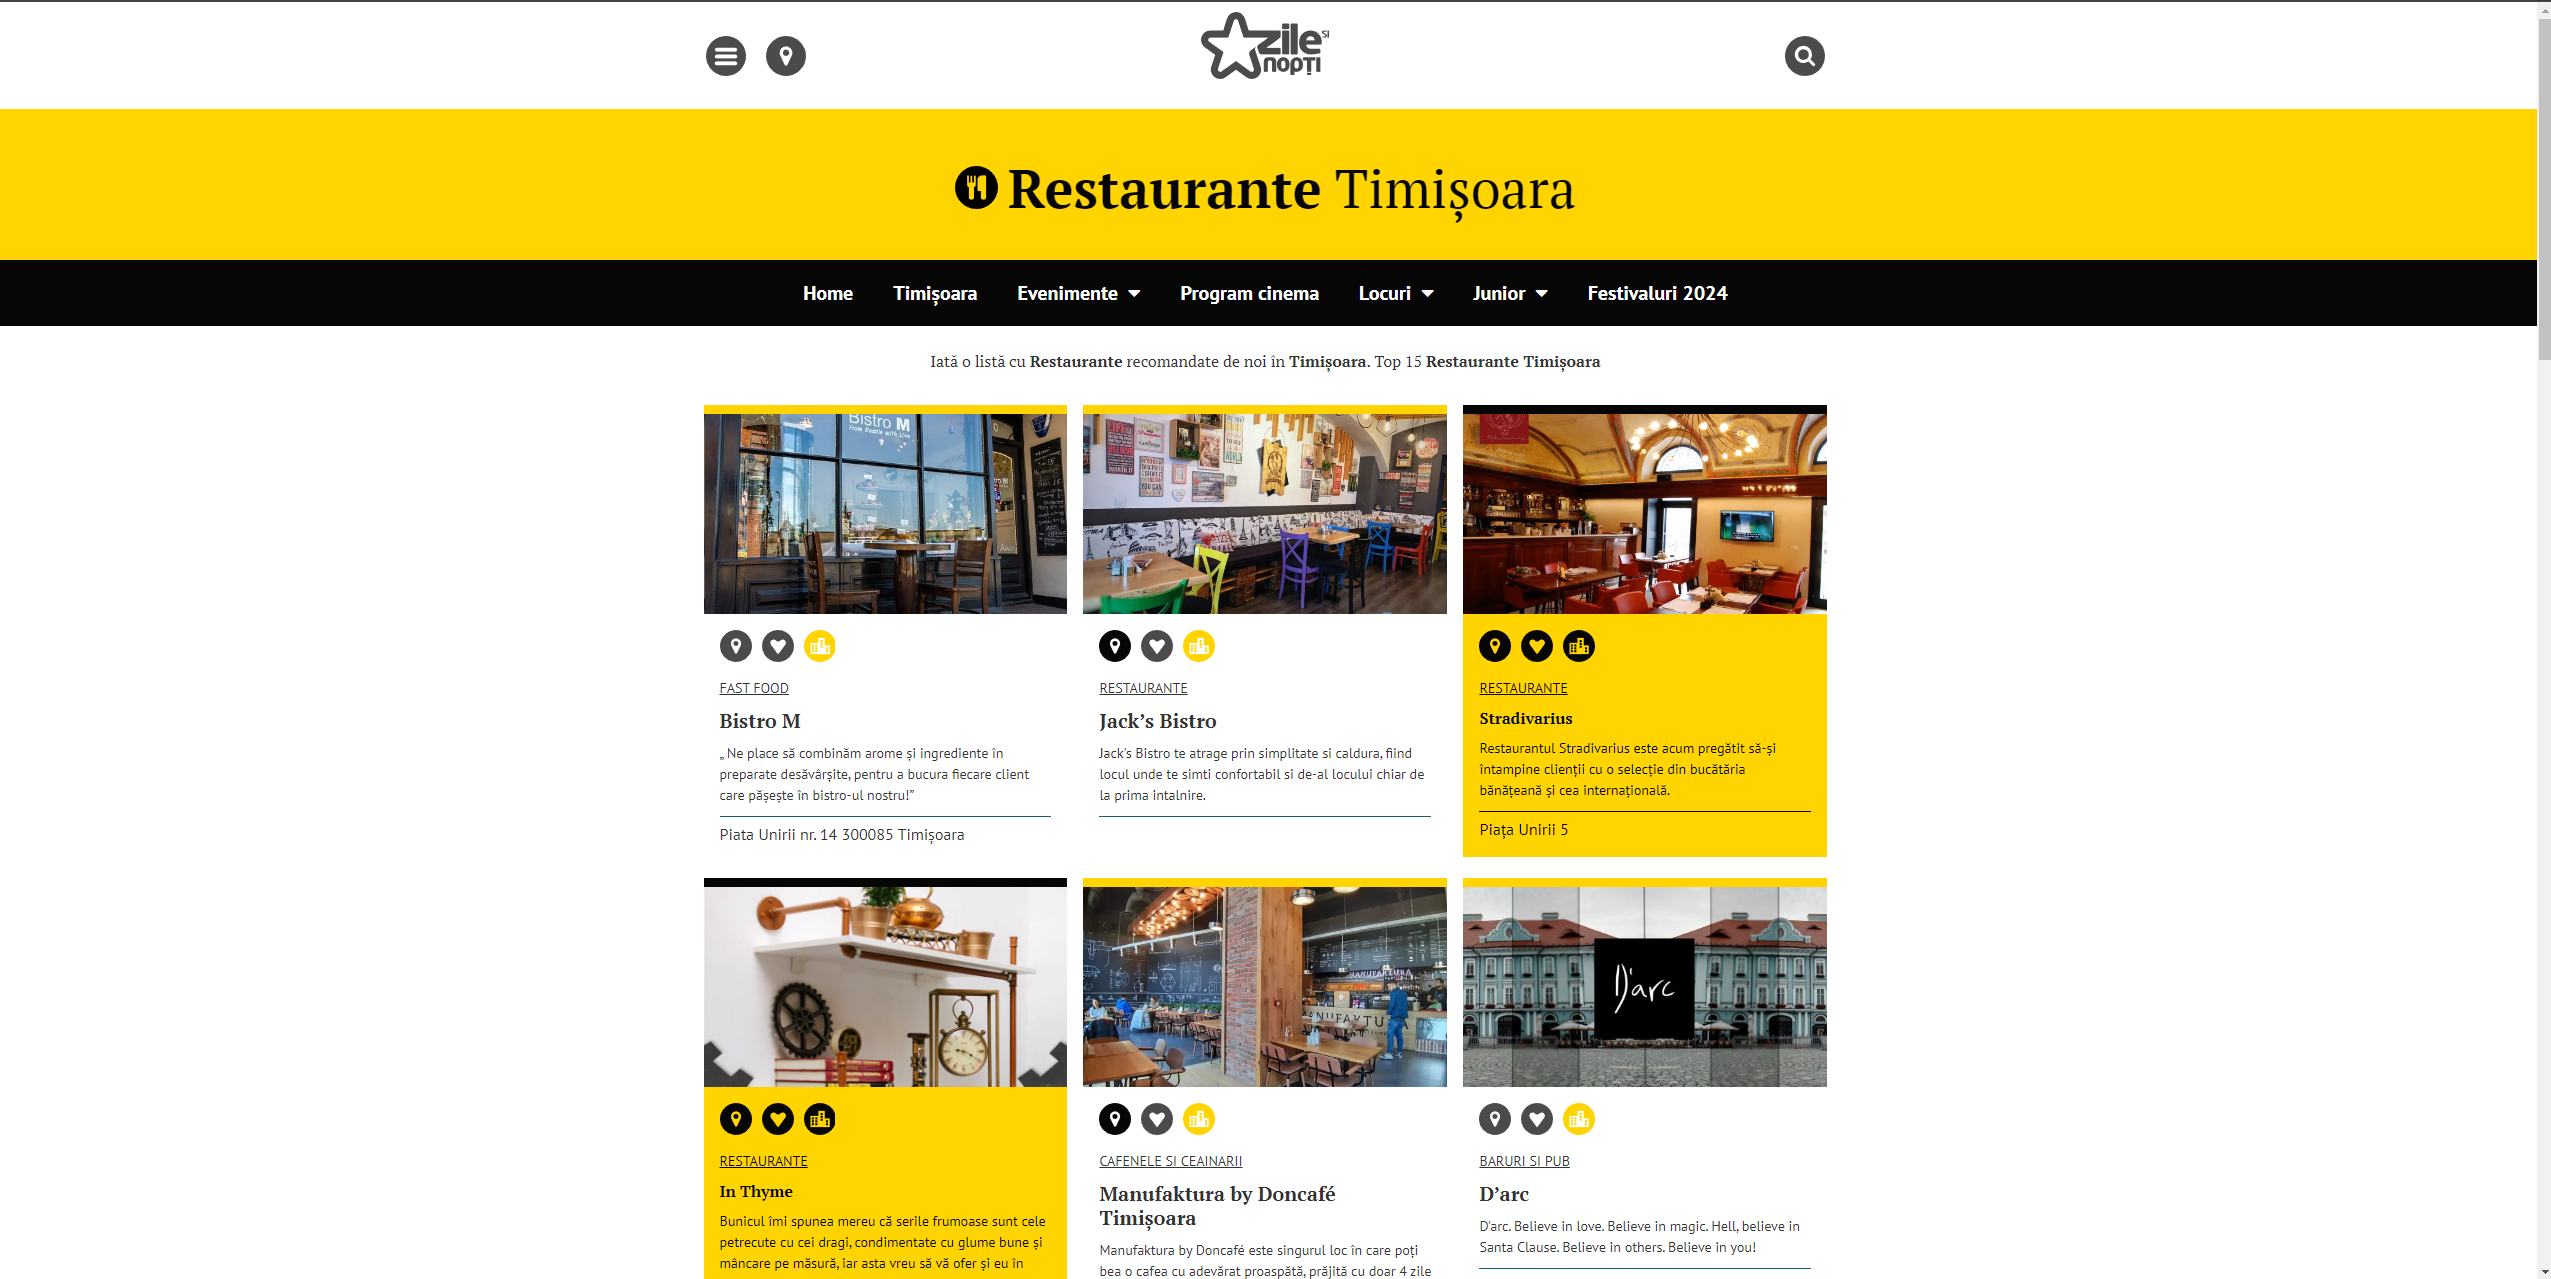 zile și
nopți
Restaurante Timișoara
Home Timișoara Evenimente Program cinema Locuri Junior Festivaluri 2024
Iată o listă cu Restaurante recomandate de noi în Timișoara. Top 15 Restaurante Timișoara
Bistro M
From Russia with Love
FAST FOOD
Bistro M
„Ne place să combinăm arome și ingrediente în
preparate desăvârșite, pentru a bucura fiecare client
care pășește în bistro-ul nostru!”
Piata Unirii nr. 14 300085 Timișoara
RESTAURANTE
Jack’s Bistro
Jack's Bistro te atrage prin simplitate si caldura, fiind
locul unde te simti confortabil si de-al locului chiar de
la prima intalnire.
RESTAURANTE
Stradivarius
Restaurantul Stradivarius este acum pregătit să-și
întampine clienții cu o selecție din bucătăria
bănățeană și cea internațională.
Piața Unirii 5
RESTAURANTE
In Thyme
Bunicul îmi spunea mereu că serile frumoase sunt cele
petrecute cu cei dragi, condimentate cu glume bune și
mâncare pe măsură, iar asta vreu să vă ofer și eu în
MANUFAKTURA
MANUFAKTURA
CAFENELE SI CEAINARII
Manufaktura by Doncafé
Timișoara
Manufaktura by Doncafé este singurul loc în care poți
bea o cafea cu adevărat proaspătă, prăjită cu doar 4 zile
D'arc
BARURI SI PUB
D’arc
D'arc. Believe in love. Believe in magic. Hell, believe in
Santa Clause. Believe in others. Believe in you!